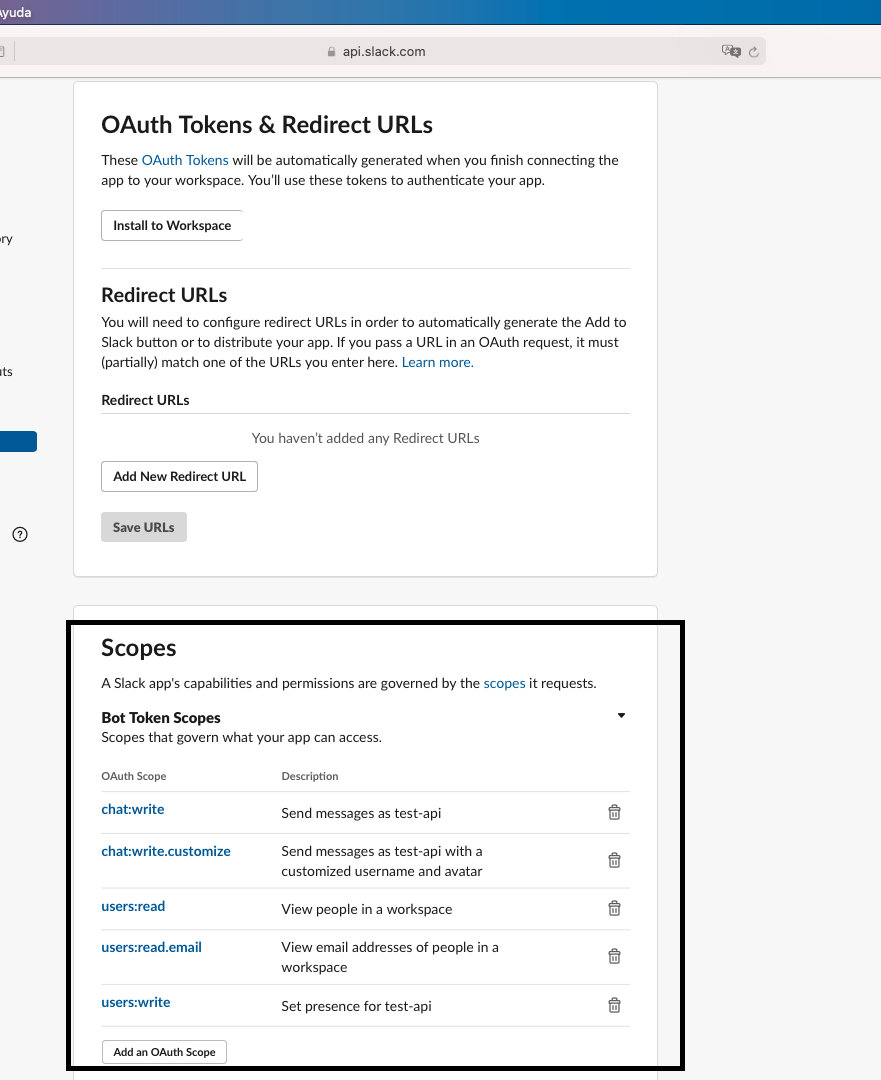 Ayuda
api.slack.com
OAuth Tokens & Redirect URLs
These OAuth Tokens will be automatically generated when you finish connecting the
app to your workspace. You'll use these tokens to authenticate your app.
Install to Workspace
Redirect URLs
You will need to configure redirect URLs in order to automatically generate the Add to
Slack button or to distribute your app. If you pass a URL in an OAuth request, it must
(partially) match one of the URLs you enter here. Learn more.
Redirect URLs
You haven't added any Redirect URLs
Add New Redirect URL
Save URLs
Scopes
A Slack app's capabilities and permissions are governed by the scopes it requests.
Bot Token Scopes
Scopes that govern what your app can access.
OAuth Scope Description
chat:write Send messages as test-api
chat:write.customize Send messages as test-api with a
customized username and avatar
users:read View people in a workspace
users:read.email View email addresses of people in a
workspace
users:write Set presence for test-api
Add an OAuth Scope